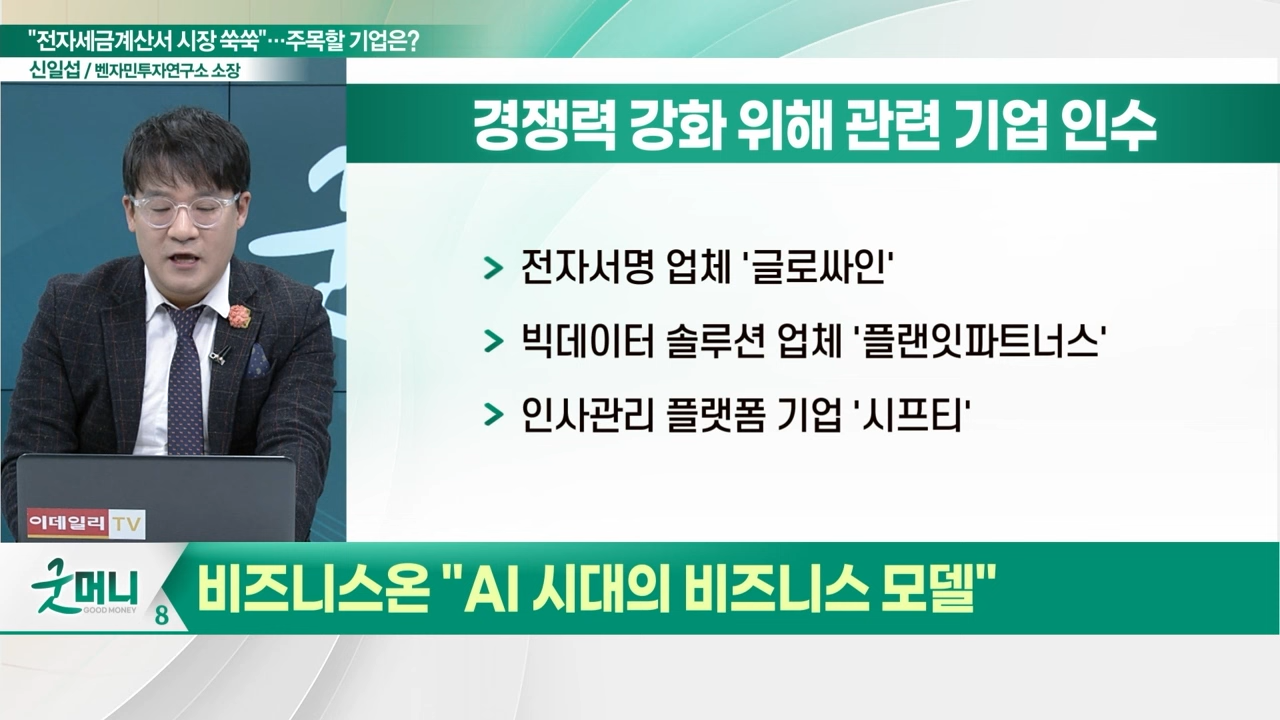 "전자세금계산서 시장 쑥쑥"…주목할 기업은?
신일섭 / 벤자민투자연구소 소장
경쟁력 강화 위해 관련 기업 인수
> 전자서명 업체 '글로싸인'
> 빅데이터 솔루션 업체 '플랜잇파트너스'
> 인사관리 플랫폼 기업 '시프티'
이데일리 TV
굿머니
GOOD MONEY
8
비즈니스온 "AI 시대의 비즈니스 모델"